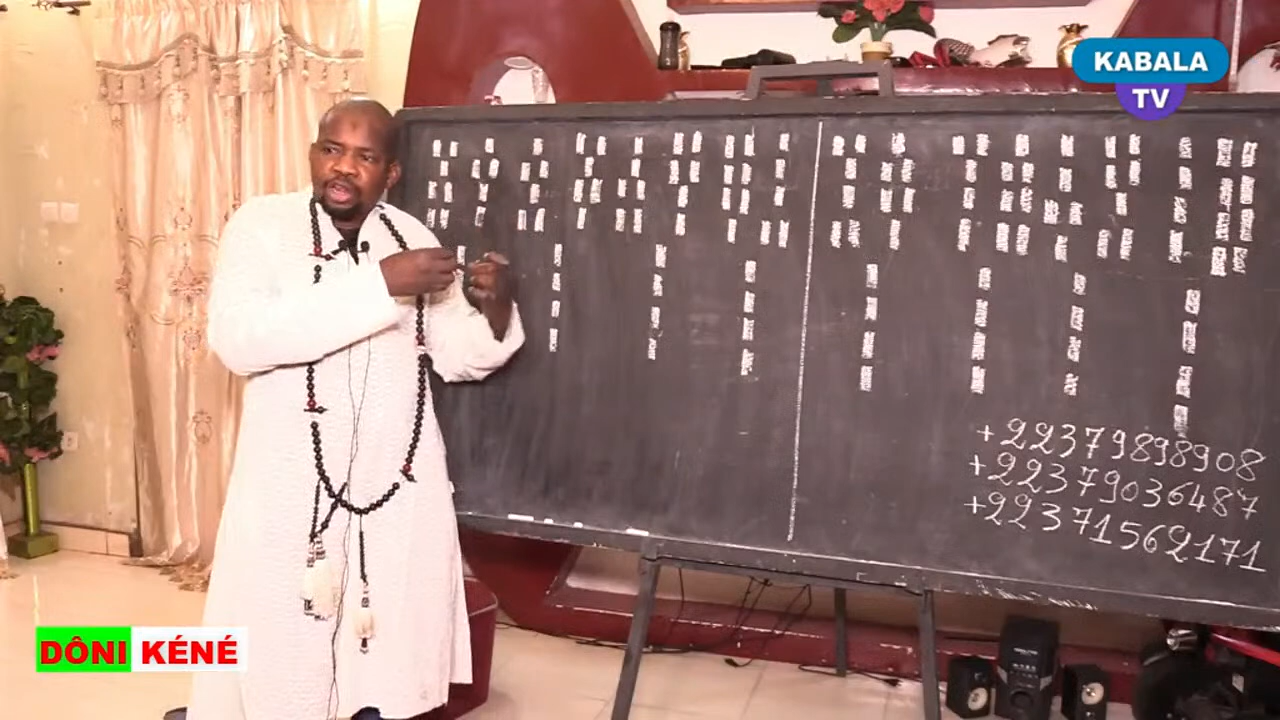 KABALA
TV
+22379898908
+22379036487
+22371562171
DÔNI KÉNÉ